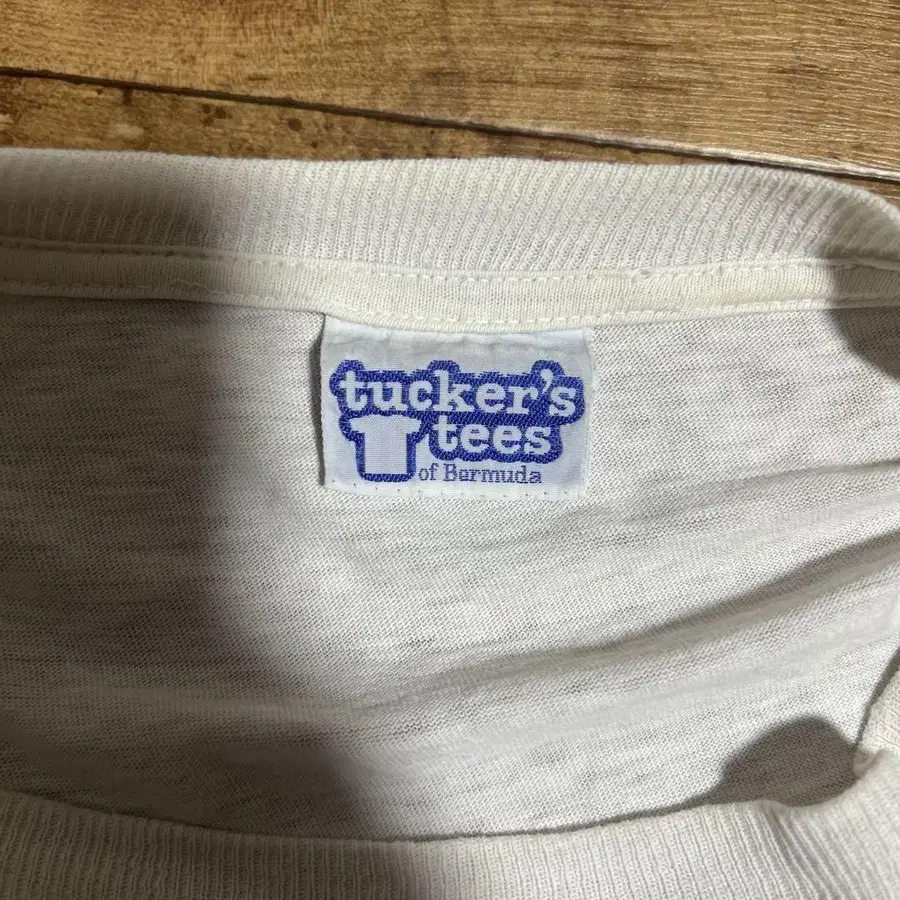 tucker's
tees
of Bermuda